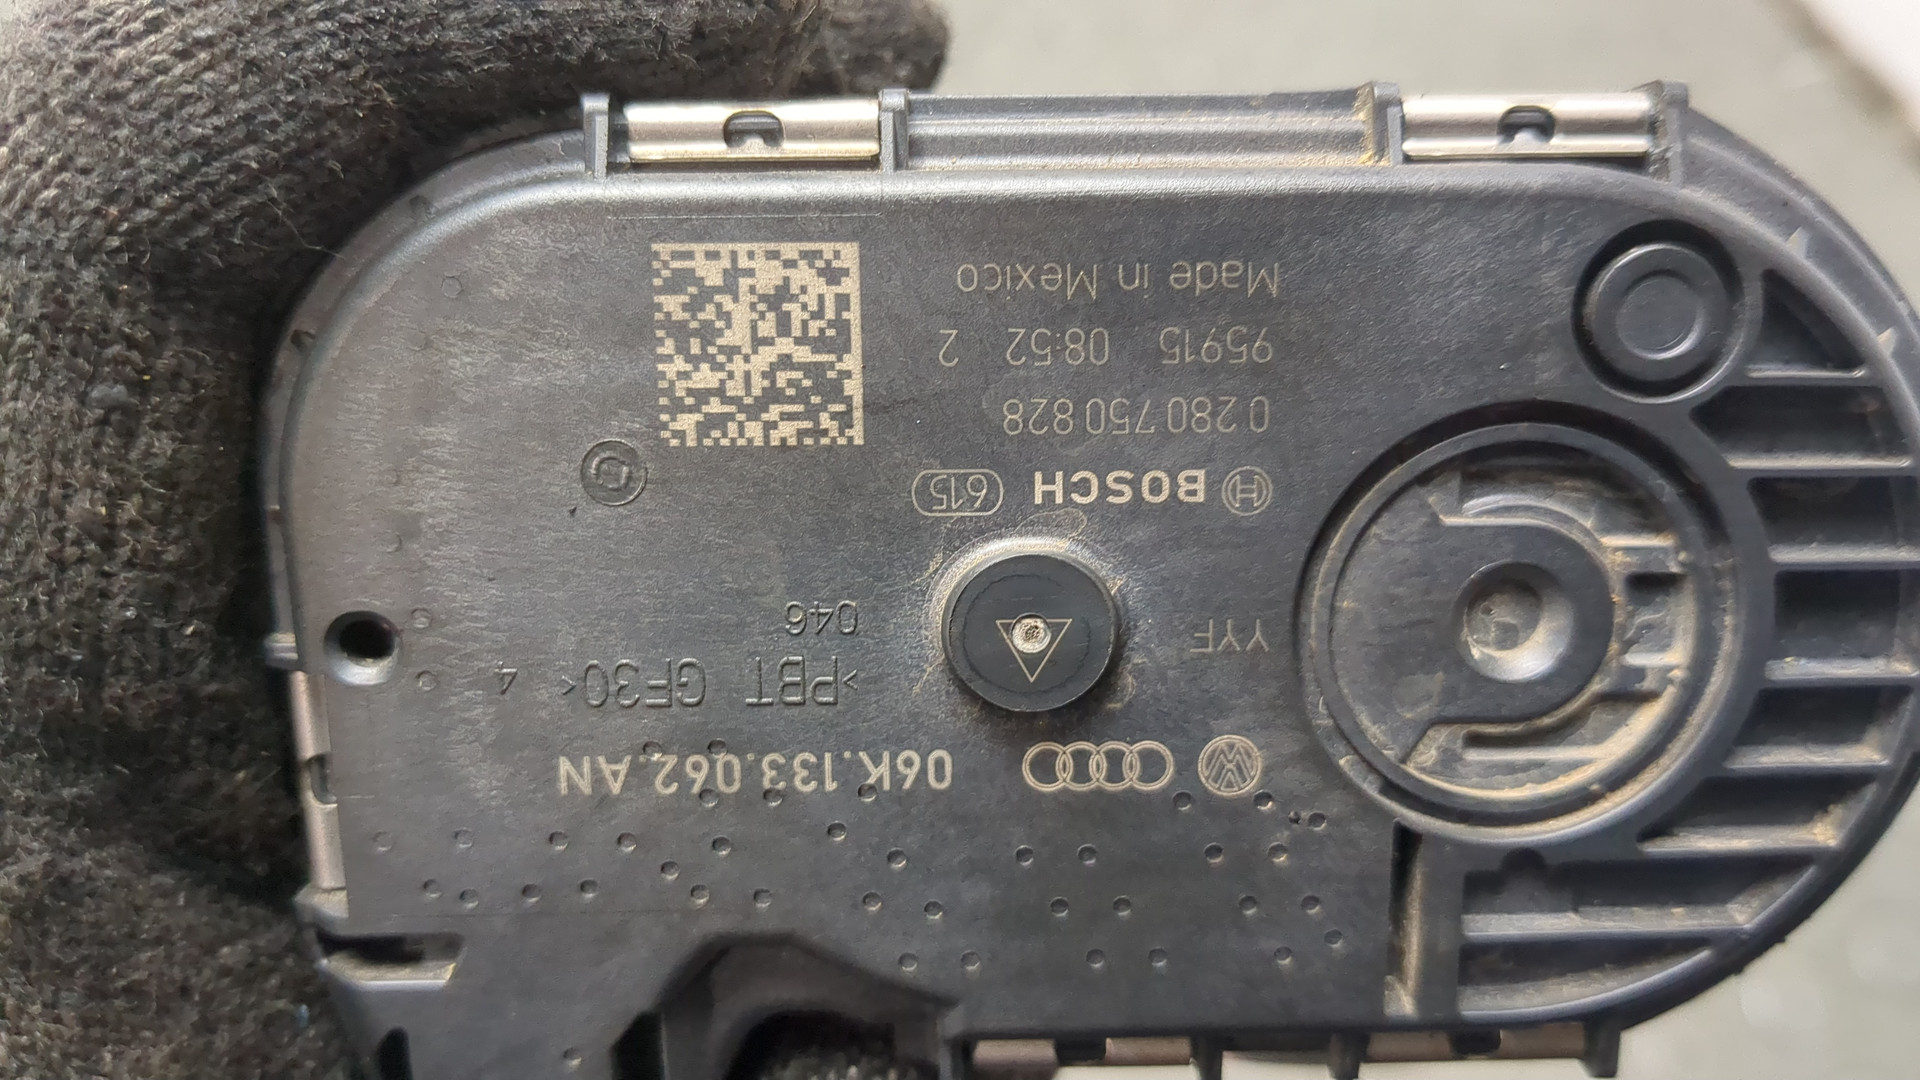 06K.133.062.AN
>PBT GF30< 4
YYF
046
BOSCH 615
0 280 750 828
95915 08:52 2
Made in Mexico